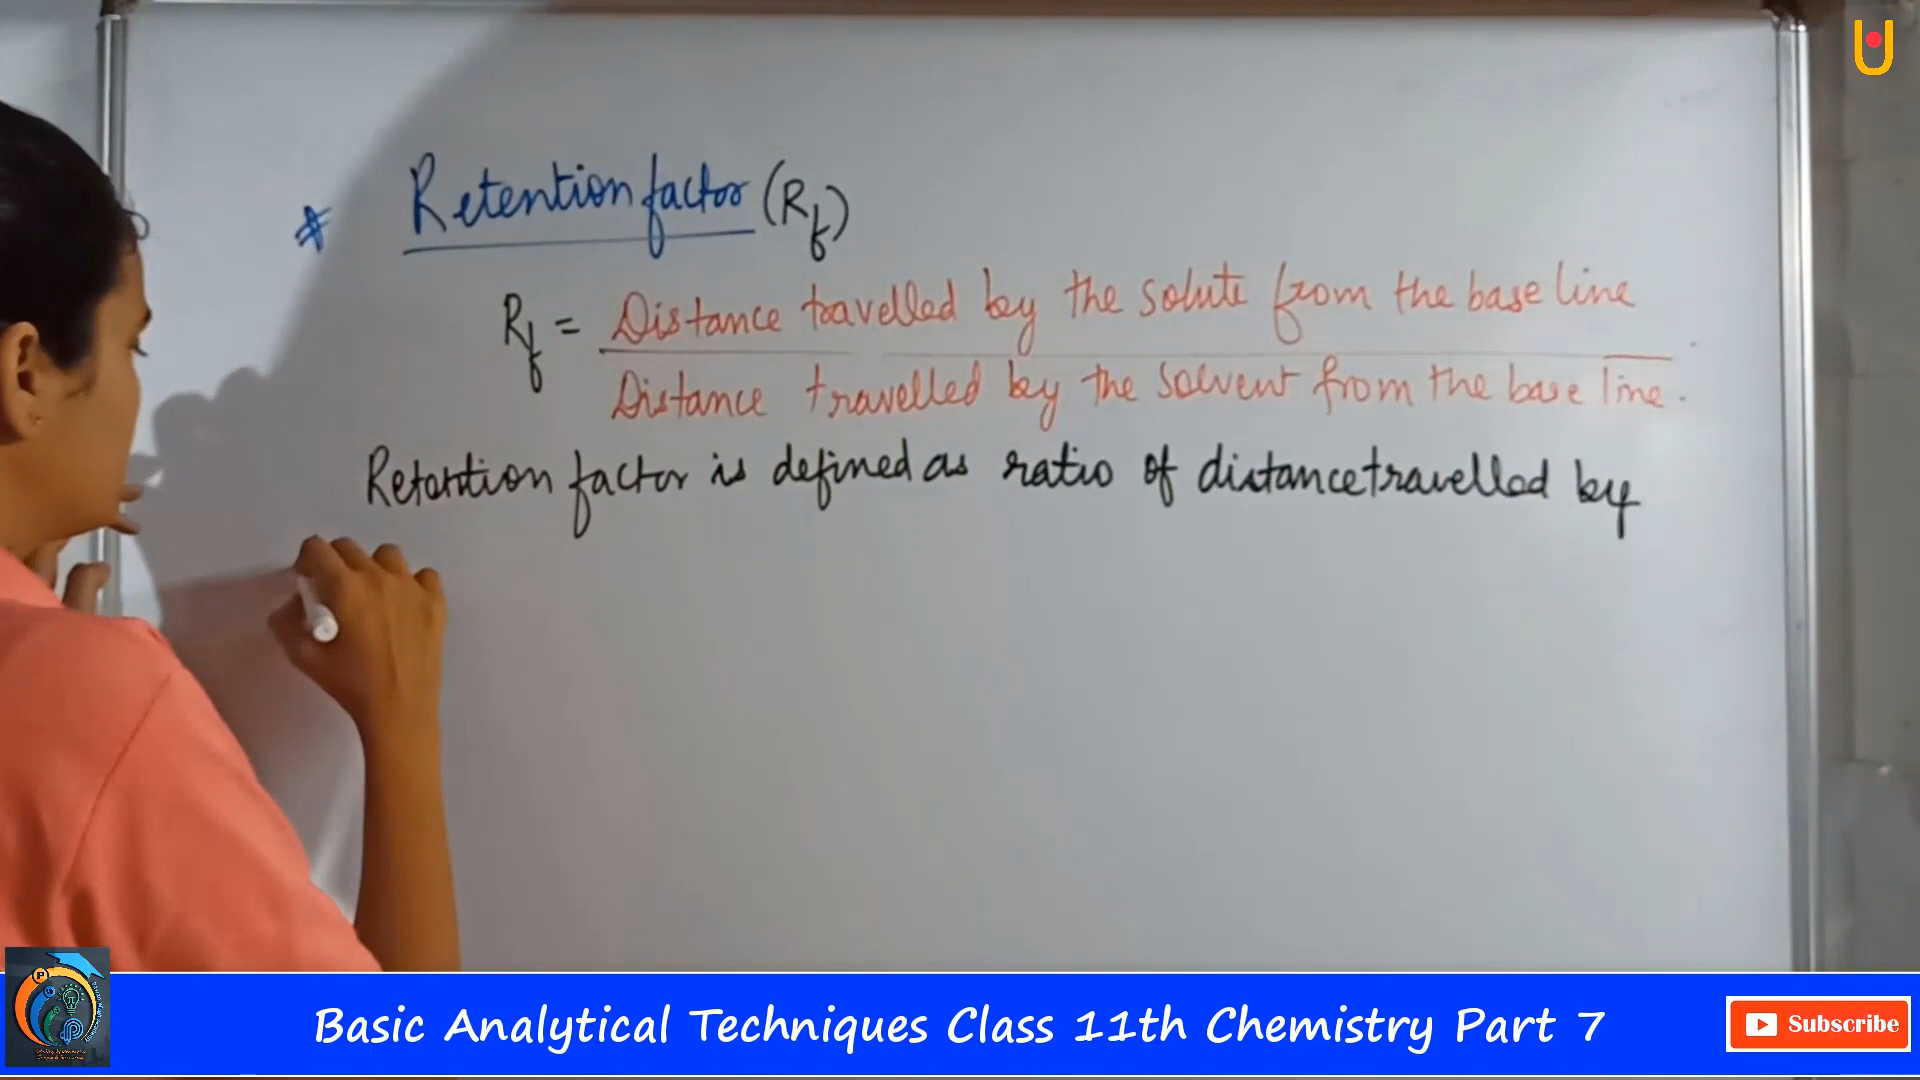 * Retention factor (Rf)
Rf = Distance travelled by the solute from the base line
Distance travelled by the solvent from the base line.
Retention factor is defined as ratio of distance travelled by
Basic Analytical Techniques Class 11th Chemistry Part 7
Subscribe